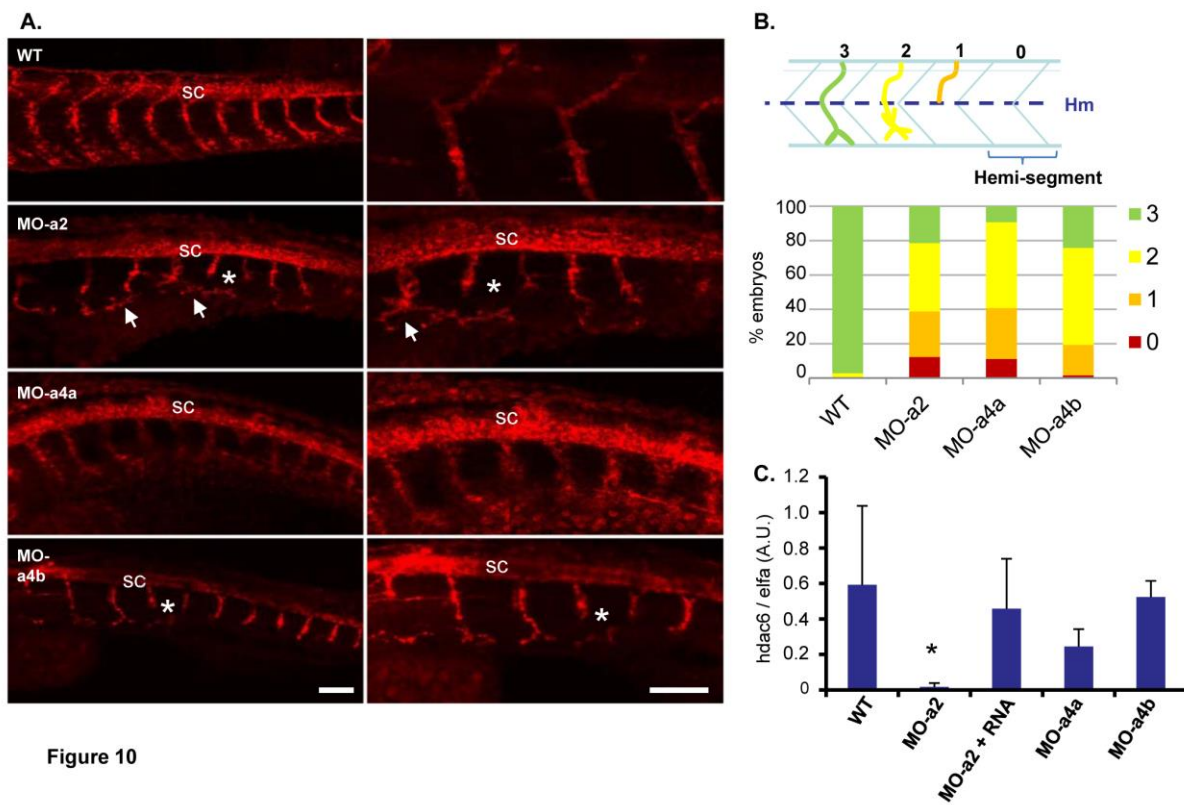 A.
WT
SC
MO-a2
SC
*
SC
*
MO-a4a
SC
SC
MO-
a4b
SC
*
SC
*
B.
3 2 1 0
Hm
Hemi-segment
% embryos
100
80
60
40
20
0
WT
MO-a2
MO-a4a
MO-a4b
3
2
1
0
C.
hdac6 / elfa (A.U.)
1.2
1.0
0.8
0.6
0.4
0.2
0
*
WT
MO-a2
MO-a2 + RNA
MO-a4a
MO-a4b
Figure 10